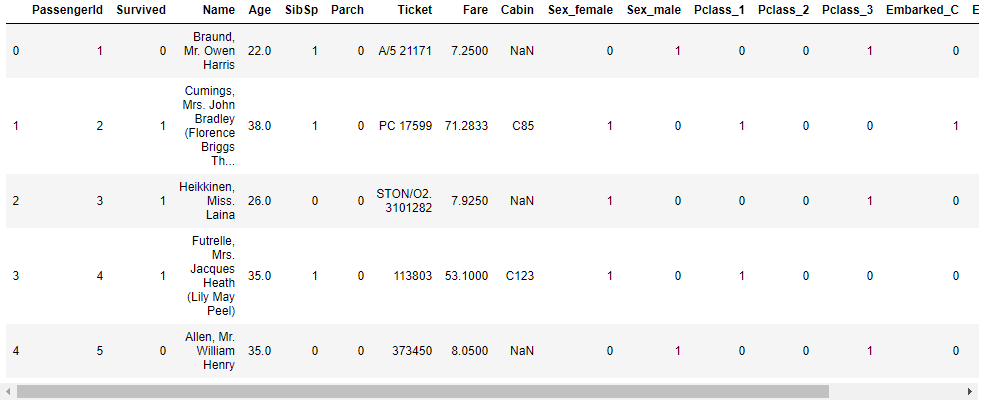 PassengerId Survived Name Age SibSp Parch Ticket Fare Cabin Sex_female Sex_male Pclass_1 Pclass_2 Pclass_3 Embarked_C E
Braund,
0 1 0 Mr. Owen 22.0 1 0 A/5 21171 7.2500 NaN 0 1 0 0 1 0
Harris
Cumings,
Mrs. John
1 2 1 Bradley 38.0 1 0 PC 17599 71.2833 C85 1 0 1 0 0 1
(Florence
Briggs
Th...
Heikkinen,
2 3 1 Miss. 26.0 0 0 STON/O2. 7.9250 NaN 1 0 0 0 1 0
Laina 3101282
Futrelle,
Mrs.
3 4 1 Jacques 35.0 1 0 113803 53.1000 C123 1 0 1 0 0 0
Heath
(Lily May
Peel)
Allen, Mr.
4 5 0 William 35.0 0 0 373450 8.0500 NaN 0 1 0 0 1 0
Henry